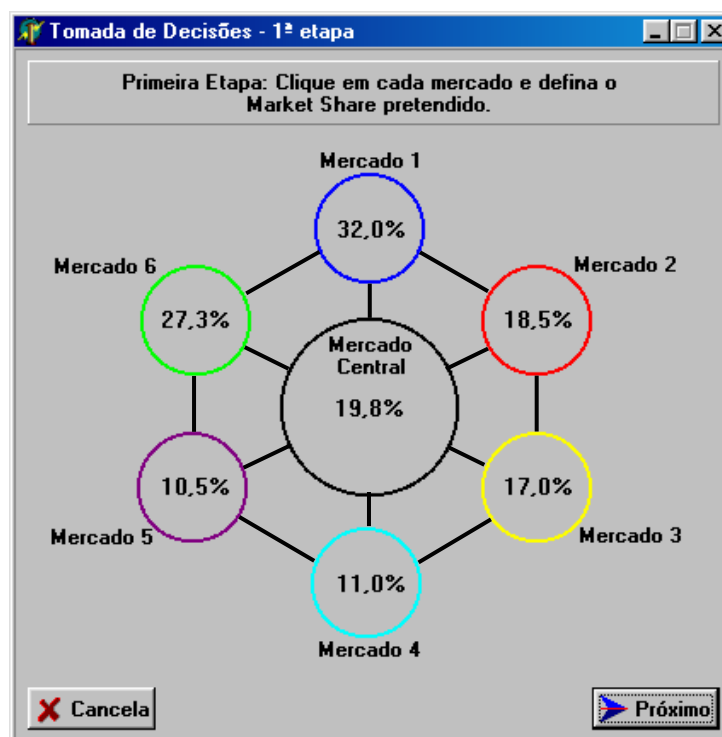 Tomada de Decisões - 1ª etapa
Primeira Etapa: Clique em cada mercado e defina o
Market Share pretendido.
Mercado 1
32,0%
Mercado 6
Mercado 2
27,3%
18,5%
Mercado
Central
19,8%
10,5%
17,0%
Mercado 5
Mercado 3
11,0%
Mercado 4
Cancela
Próximo